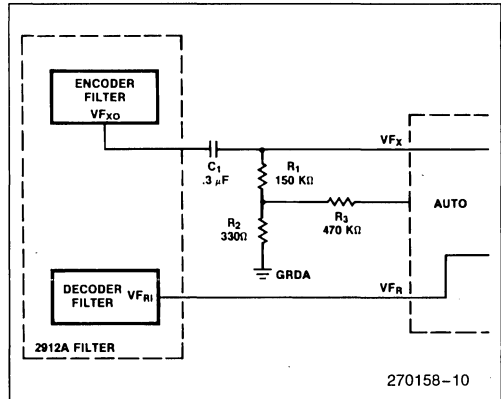 ENCODER
FILTER
VFXO
C1
.3 μF
VFX
R1
150 KΩ
AUTO
R2
330Ω
R3
470 KΩ
GRDA
DECODER
FILTER
VFRI
VFR
2912A FILTER
270158–10